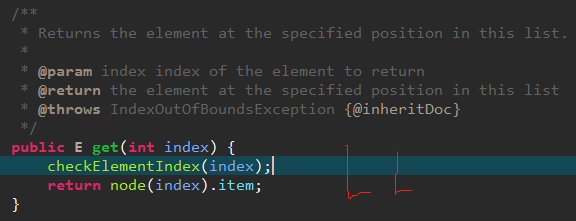 /**
 * Returns the element at the specified position in this list.
 *
 * @param index index of the element to return
 * @return the element at the specified position in this list
 * @throws IndexOutOfBoundsException {@inheritDoc}
 */
public E get(int index) {
    checkElementIndex(index);
    return node(index).item;
}